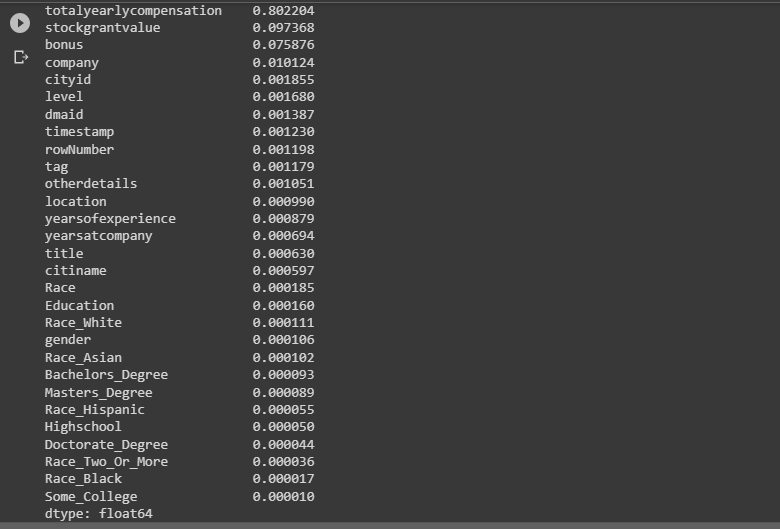 totalyearlycompensation 0.802204
stockgrantvalue 0.097368
bonus 0.075876
company 0.010124
cityid 0.001855
level 0.001680
dmaid 0.001387
timestamp 0.001230
rowNumber 0.001198
tag 0.001179
otherdetails 0.001051
location 0.000990
yearsofexperience 0.000879
yearsatcompany 0.000694
title 0.000630
citiname 0.000597
Race 0.000185
Education 0.000160
Race_White 0.000111
gender 0.000106
Race_Asian 0.000102
Bachelors_Degree 0.000093
Masters_Degree 0.000089
Race_Hispanic 0.000055
Highschool 0.000050
Doctorate_Degree 0.000044
Race_Two_Or_More 0.000036
Race_Black 0.000017
Some_College 0.000010
dtype: float64